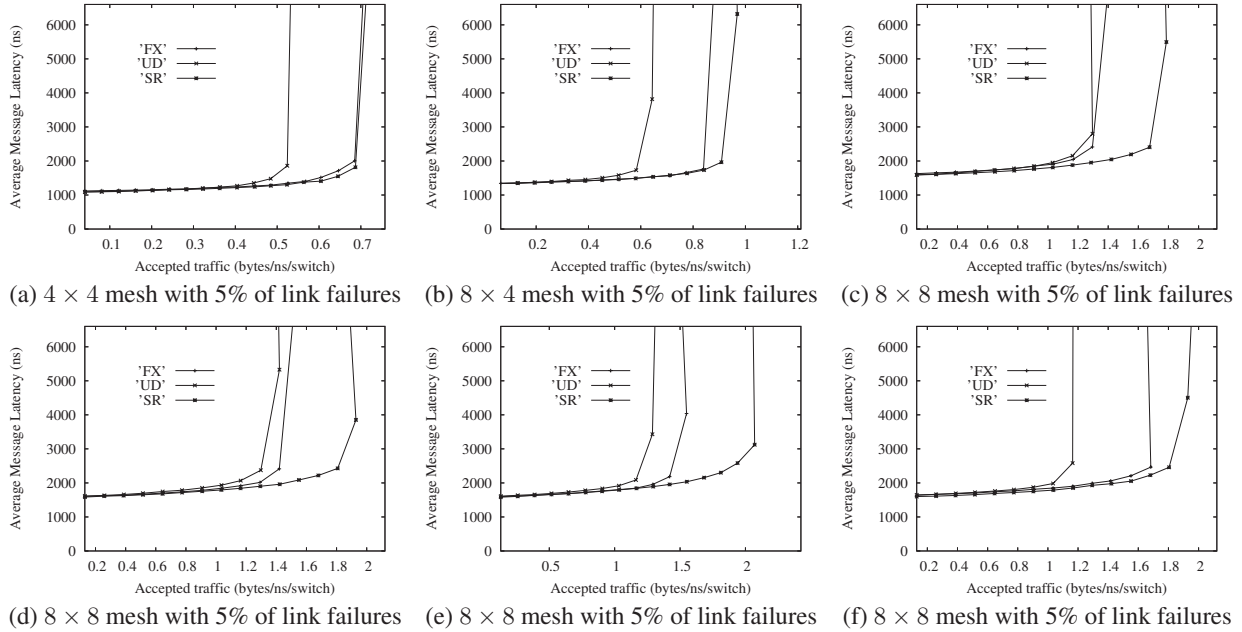 6000
5000
4000
3000
2000
1000
0
Average Message Latency (ns)
'FX'
'UD'
'SR'
0.1 0.2 0.3 0.4 0.5 0.6 0.7
Accepted traffic (bytes/ns/switch)
(a) 4 × 4 mesh with 5% of link failures
6000
5000
4000
3000
2000
1000
0
Average Message Latency (ns)
'FX'
'UD'
'SR'
0.2 0.4 0.6 0.8 1 1.2
Accepted traffic (bytes/ns/switch)
(b) 8 × 4 mesh with 5% of link failures
6000
5000
4000
3000
2000
1000
0
Average Message Latency (ns)
'FX'
'UD'
'SR'
0.2 0.4 0.6 0.8 1 1.2 1.4 1.6 1.8 2
Accepted traffic (bytes/ns/switch)
(c) 8 × 8 mesh with 5% of link failures
6000
5000
4000
3000
2000
1000
0
Average Message Latency (ns)
'FX'
'UD'
'SR'
0.2 0.4 0.6 0.8 1 1.2 1.4 1.6 1.8 2
Accepted traffic (bytes/ns/switch)
(d) 8 × 8 mesh with 5% of link failures
6000
5000
4000
3000
2000
1000
0
Average Message Latency (ns)
'FX'
'UD'
'SR'
0.5 1 1.5 2
Accepted traffic (bytes/ns/switch)
(e) 8 × 8 mesh with 5% of link failures
6000
5000
4000
3000
2000
1000
0
Average Message Latency (ns)
'FX'
'UD'
'SR'
0.2 0.4 0.6 0.8 1 1.2 1.4 1.6 1.8 2
Accepted traffic (bytes/ns/switch)
(f) 8 × 8 mesh with 5% of link failures